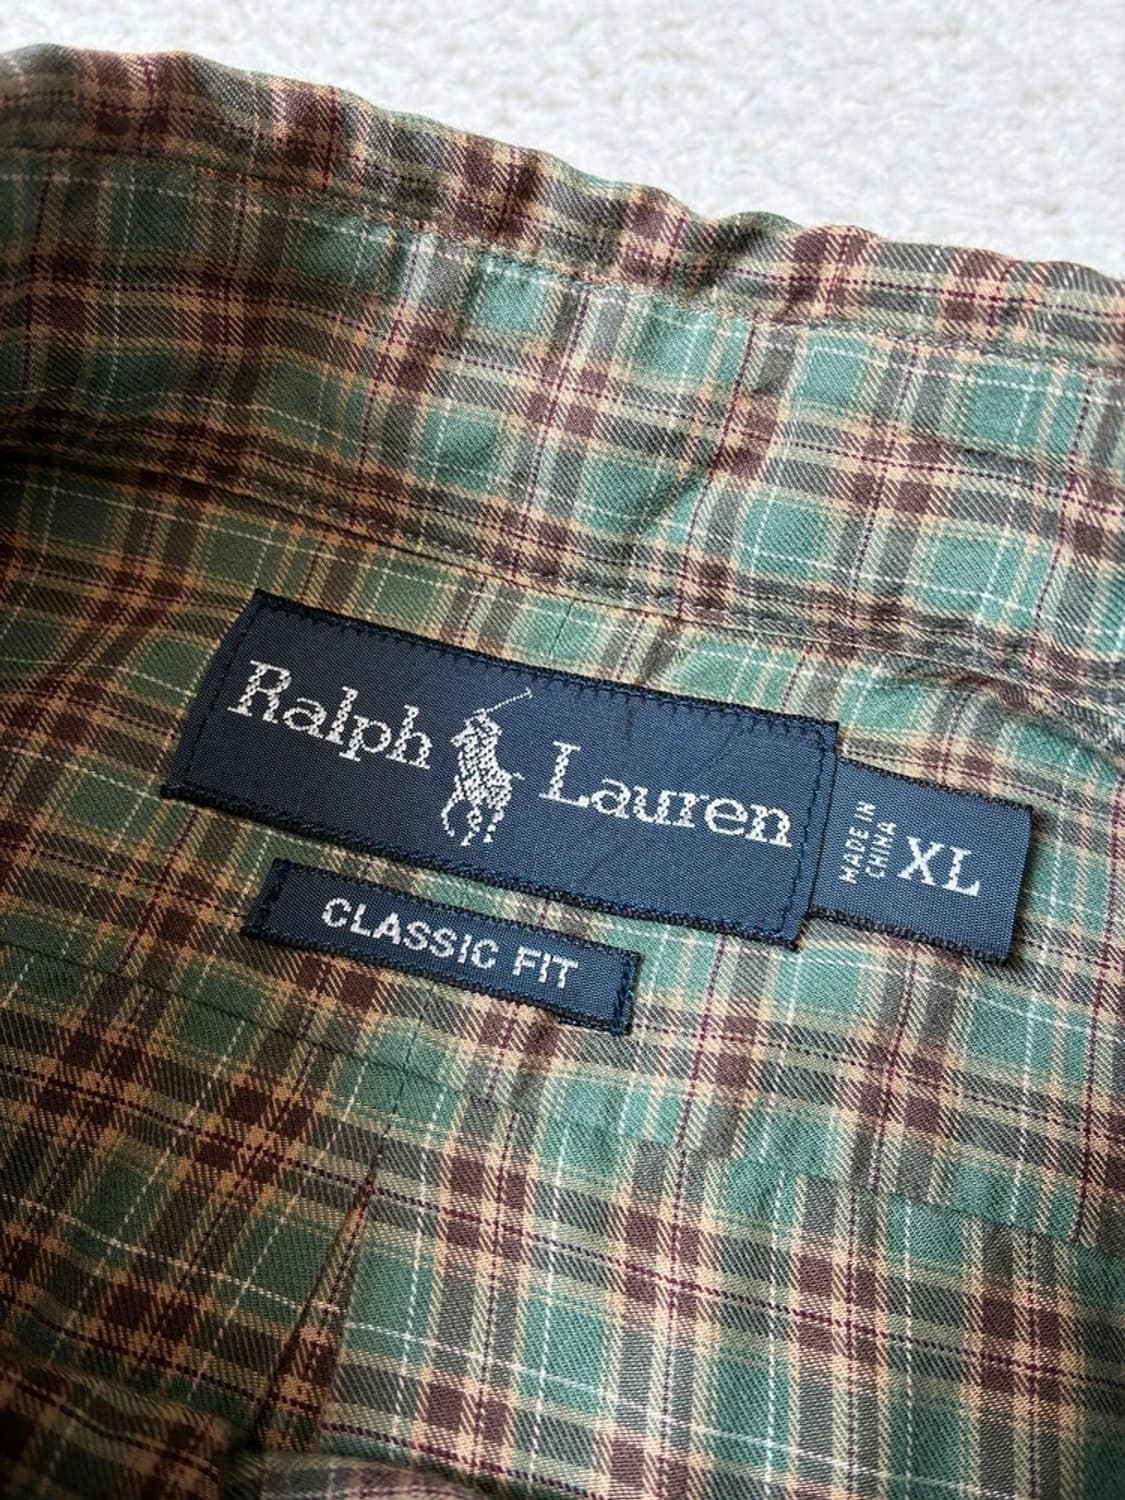 Ralph Lauren
MADE IN
CHINA
XL
CLASSIC FIT